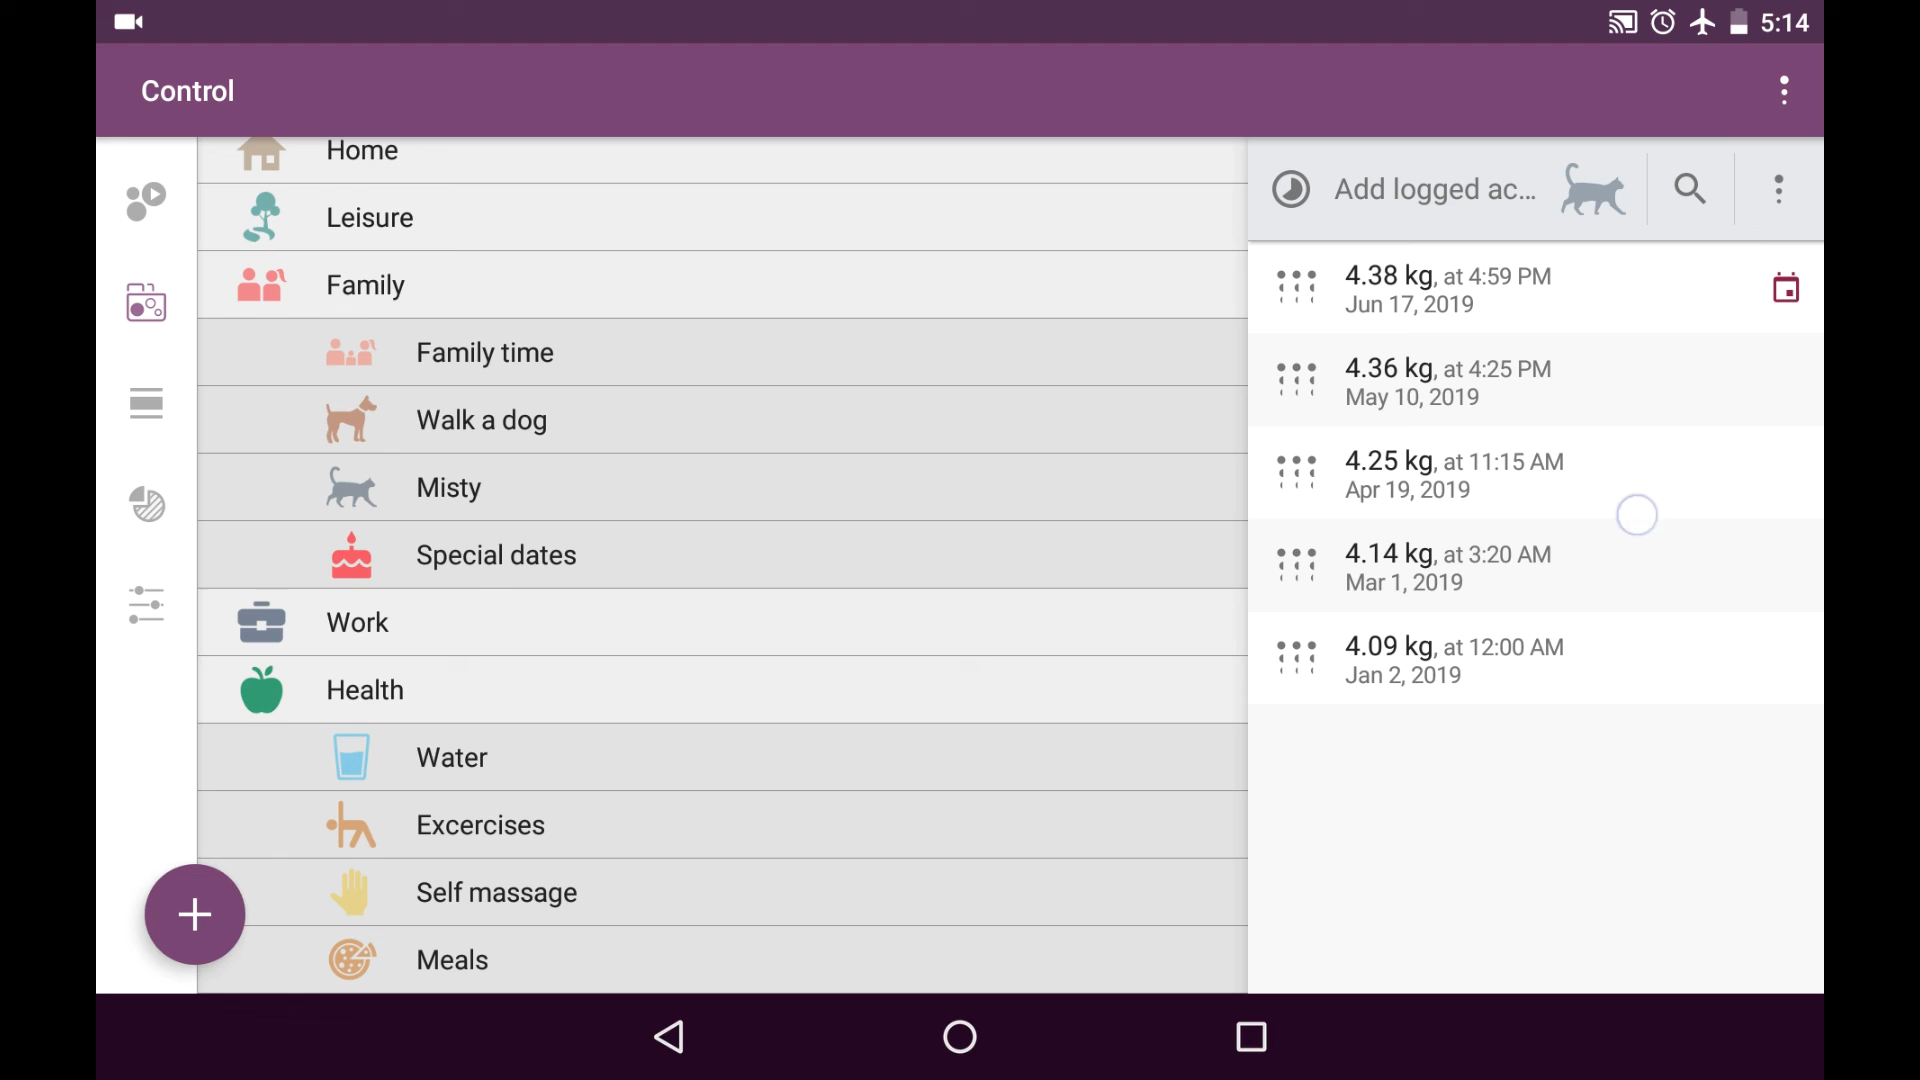 5:14
Control
Home
Leisure
Family
Family time
Walk a dog
Misty
Special dates
Work
Health
Water
Excercises
Self massage
Meals
Add logged ac...
4.38 kg, at 4:59 PM
Jun 17, 2019
4.36 kg, at 4:25 PM
May 10, 2019
4.25 kg, at 11:15 AM
Apr 19, 2019
4.14 kg, at 3:20 AM
Mar 1, 2019
4.09 kg, at 12:00 AM
Jan 2, 2019